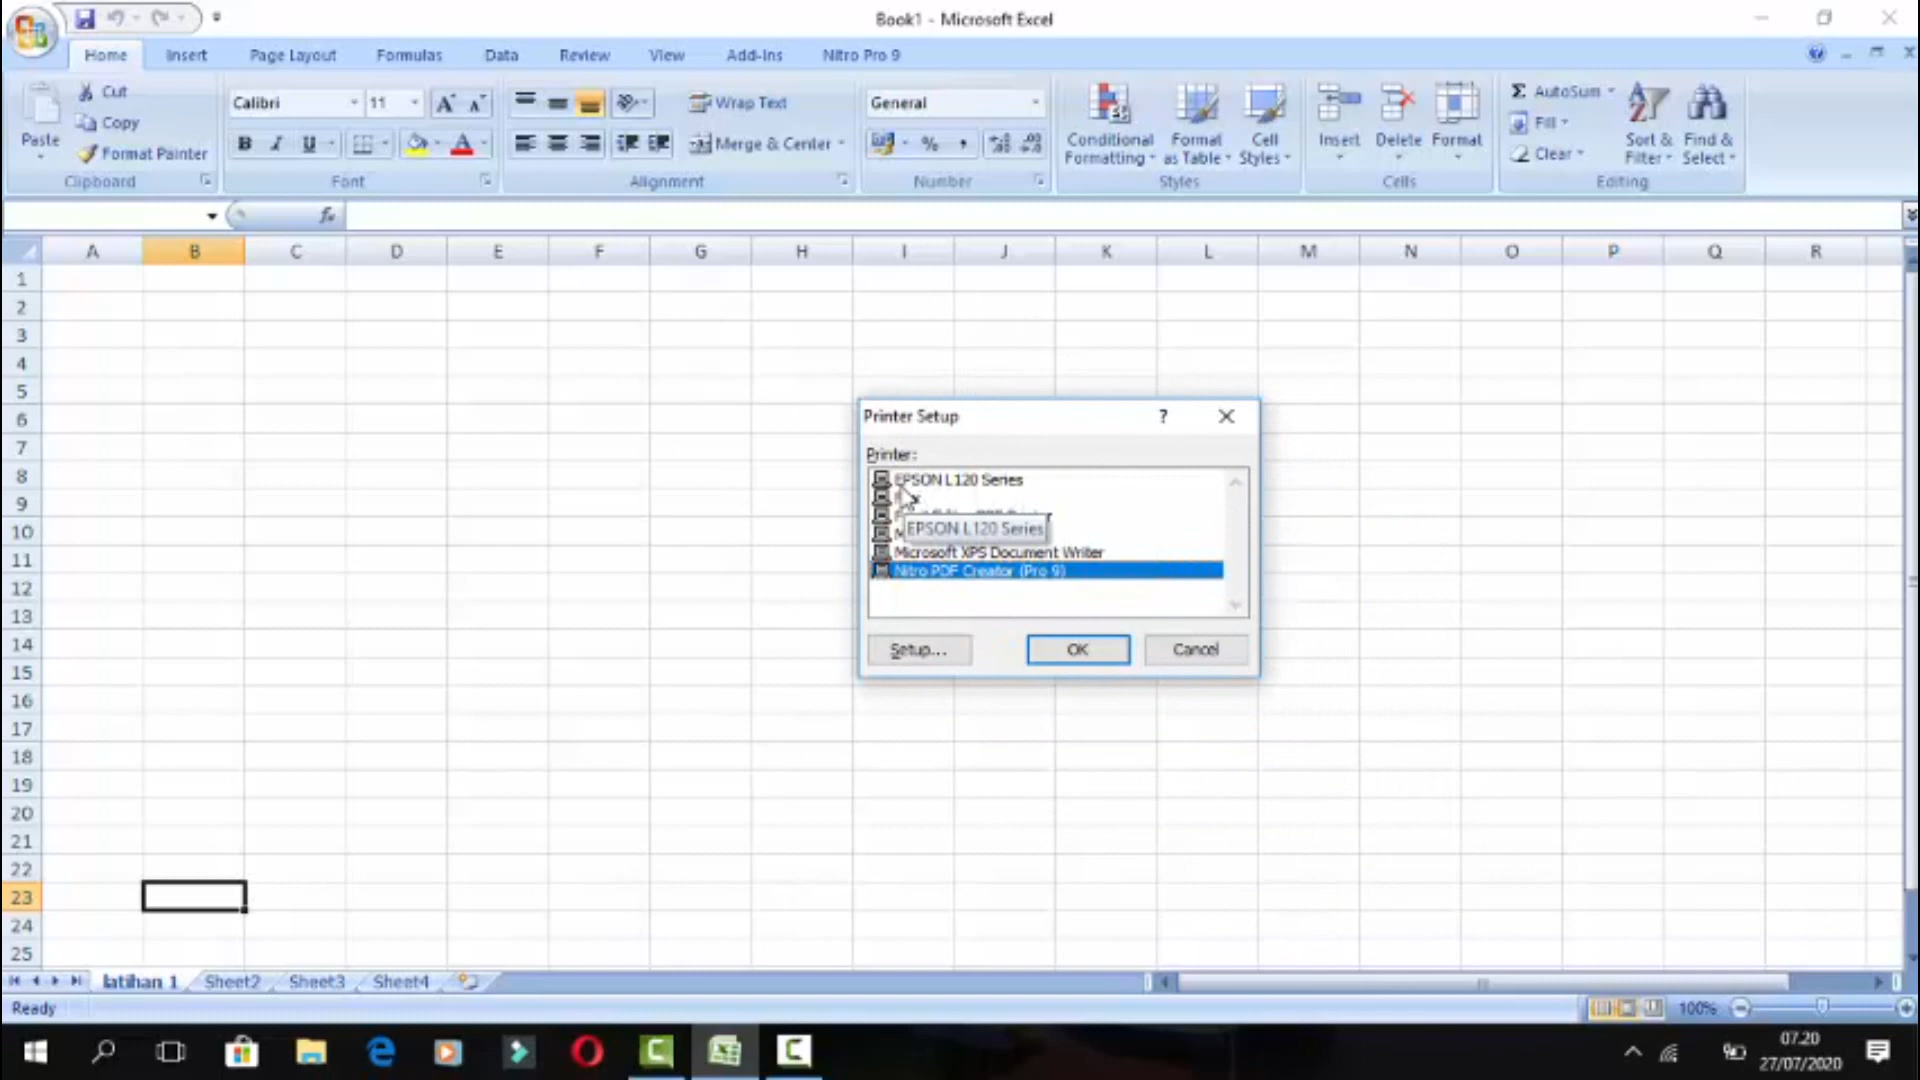 Book1 - Microsoft Excel
Home Insert Page Layout Formulas Data Review View Add-Ins Nitro Pro 9
Cut
Copy
Format Painter
Paste
Clipboard
Calibri 11
B I U
Font
Wrap Text
Merge & Center
Alignment
General
% ,
Number
Conditional Formatting
Format as Table
Cell Styles
Styles
Insert Delete Format
Cells
Σ AutoSum
Fill
Clear
Sort & Filter
Find & Select
Editing
fx
A B C D E F G H I J K L M N O P Q R
1
2
3
4
5
6
7
8
9
10
11
12
13
14
15
16
17
18
19
20
21
22
23
24
25
Printer Setup ?
Printer:
EPSON L120 Series
EPSON L120 Series
Microsoft XPS Document Writer
Nitro PDF Creator (Pro 9)
Setup... OK Cancel
latihan 1 Sheet2 Sheet3 Sheet4
Ready 100%
07.20
27/07/2020